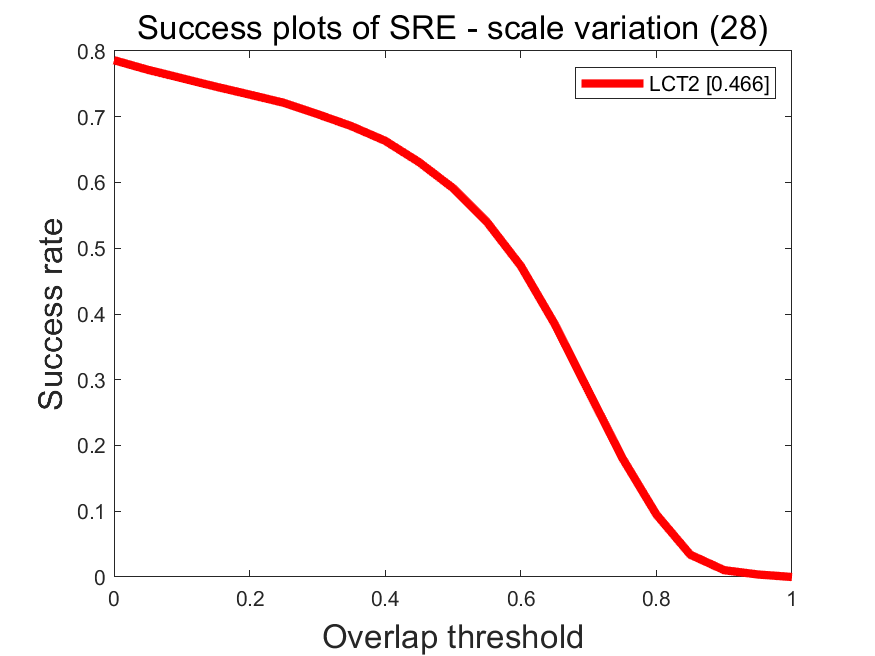 Success plots of SRE - scale variation (28)
LCT2 [0.466]
Success rate
0.8
0.7
0.6
0.5
0.4
0.3
0.2
0.1
0
0 0.2 0.4 0.6 0.8 1
Overlap threshold